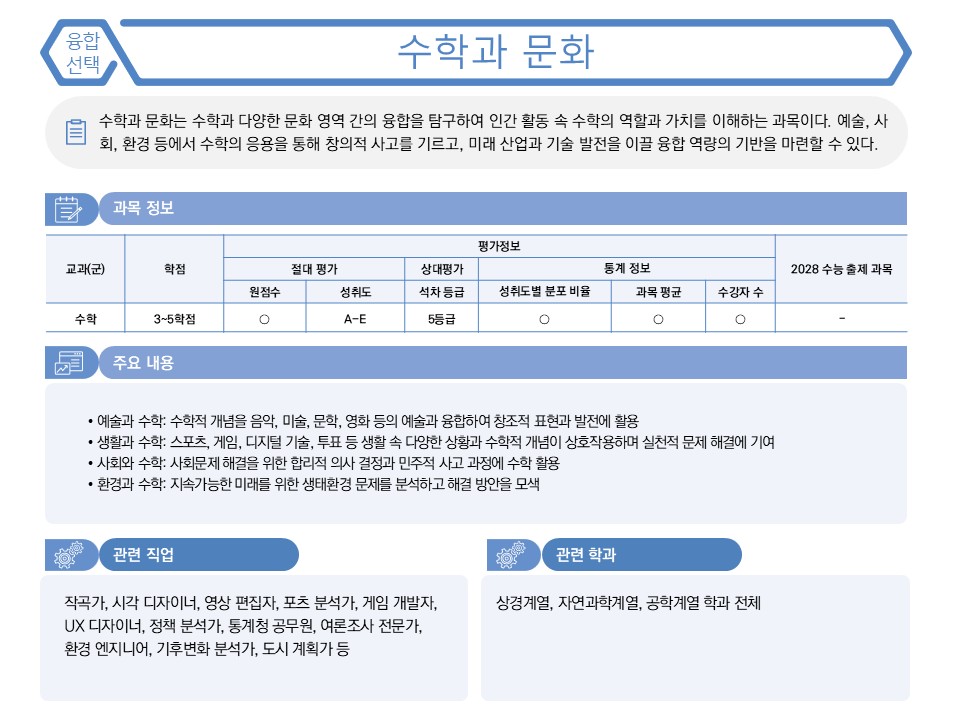 융합
선택
수학과 문화
수학과 문화는 수학과 다양한 문화 영역 간의 융합을 탐구하여 인간 활동 속 수학의 역할과 가치를 이해하는 과목이다. 예술, 사
회, 환경 등에서 수학의 응용을 통해 창의적 사고를 기르고, 미래 산업과 기술 발전을 이끌 융합 역량의 기반을 마련할 수 있다.
과목 정보
교과(군) 학점 평가정보 2028 수능 출제 과목
절대 평가 상대평가 통계 정보
원점수 성취도 석차 등급 성취도별 분포 비율 과목 평균 수강자 수
수학 3~5학점 ○ A-E 5등급 ○ ○ ○ -
주요 내용
• 예술과 수학: 수학적 개념을 음악, 미술, 문학, 영화 등의 예술과 융합하여 창조적 표현과 발전에 활용
• 생활과 수학: 스포츠, 게임, 디지털 기술, 투표 등 생활 속 다양한 상황과 수학적 개념이 상호작용하며 실천적 문제 해결에 기여
• 사회와 수학: 사회문제 해결을 위한 합리적 의사 결정과 민주적 사고 과정에 수학 활용
• 환경과 수학: 지속가능한 미래를 위한 생태환경 문제를 분석하고 해결 방안을 모색
관련 직업
작곡가, 시각 디자이너, 영상 편집자, 포츠 분석가, 게임 개발자,
UX 디자이너, 정책 분석가, 통계청 공무원, 여론조사 전문가,
환경 엔지니어, 기후변화 분석가, 도시 계획가 등
관련 학과
상경계열, 자연과학계열, 공학계열 학과 전체